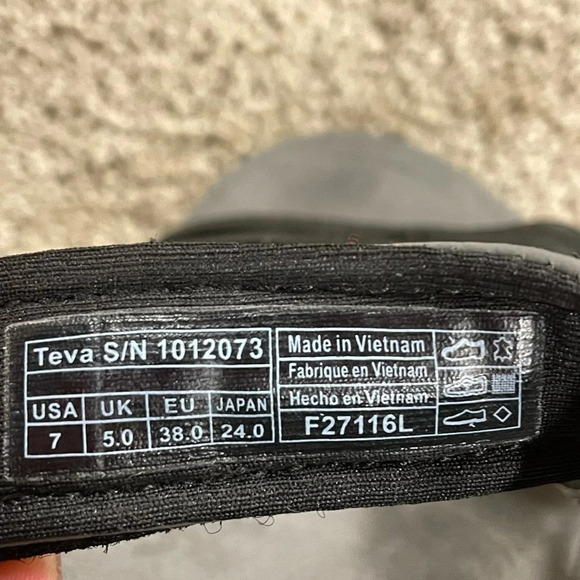 Teva S/N 1012073
USA UK EU JAPAN
7 5.0 38.0 24.0
Made in Vietnam
Fabrique en Vietnam
Hecho en Vietnam
F27116L